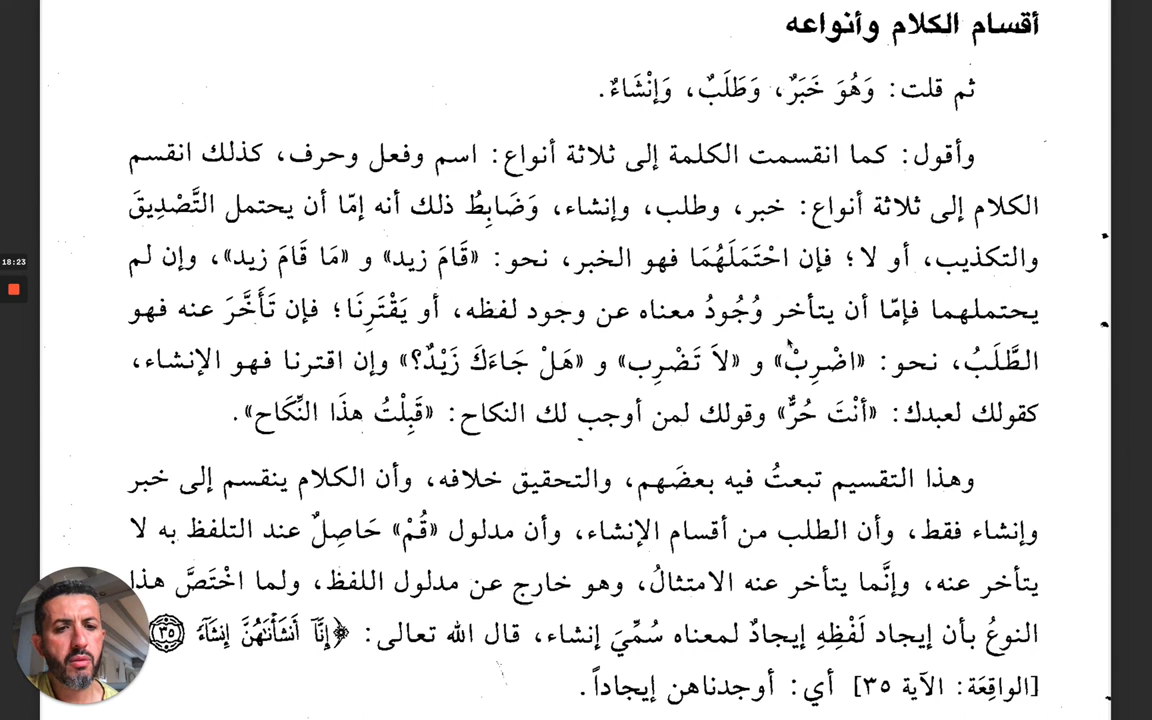 أقسام الكلام وأنواعه
ثم قلت: وَهُوَ خَبَرٌ، وَطَلَبٌ، وَإِنْشَاءٌ.
وأقول: كما انقسمت الكلمة إلى ثلاثة أنواع: اسم وفعل وحرف، كذلك انقسم
الكلام إلى ثلاثة أنواع: خبر، وطلب، وإنشاء، وَضَابِطُ ذلك أنه إمّا أن يحتمل التَّصْدِيقَ
والتكذيب، أو لا؛ فإن احْتَمَلَهُمَا فهو الخبر، نحو: «قَامَ زيد» و «مَا قَامَ زيد»، وإن لم
18:23
يحتملهما فإمّا أن يتأخر وُجُودُ معناه عن وجود لفظه، أو يَقْتَرِنَا؛ فإن تَأَخَّرَ عنه فهو
الطَّلَبُ، نحو: «اضْرِبْ» و «لاَ تَضْرِب» و «هَلْ جَاءَكَ زَيْدٌ؟» وإن اقترنا فهو الإنشاء،
كقولك لعبدك: «أنْتَ حُرٌّ» وقولك لمن أوجب لك النكاح: «قَبِلْتُ هذَا النِّكَاح».
وهذا التقسيم تبعتُ فيه بعضَهم، والتحقيق خلافه، وأن الكلام ينقسم إلى خبر
وإنشاء فقط، وأن الطلب من أقسام الإنشاء، وأن مدلول «قُمْ» حَاصِلٌ عند التلفظ به لا
يتأخر عنه، وإنَّما يتأخر عنه الامتثالُ، وهو خارج عن مدلول اللفظ، ولما اخْتَصَّ هذا
النوعُ بأن إيجاد لَفْظِهِ إيجادٌ لمعناه سُمِّيَ إنشاء، قال الله تعالى: ﴿إِنَّآ أَنشَأْنَٰهُنَّ إِنشَآءً ٣٥
[الواقِعَة: الآية ٣٥] أي: أوجدناهن إيجاداً.